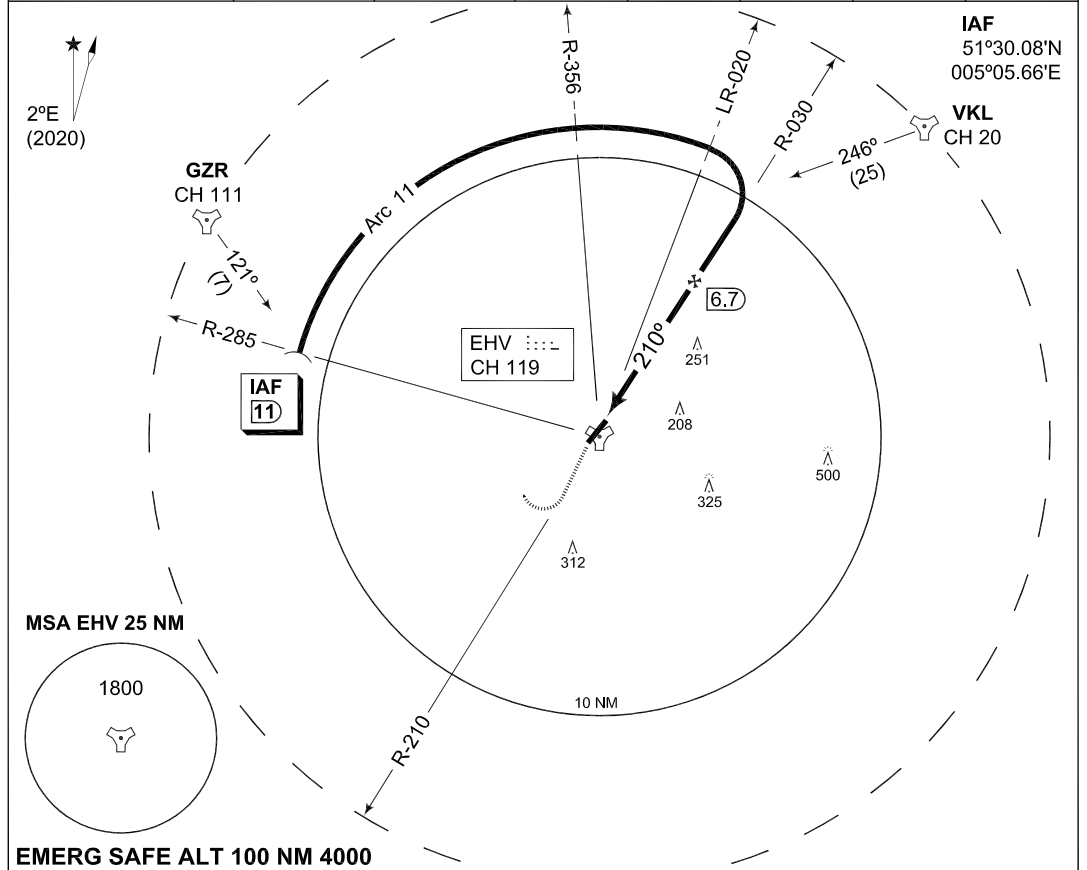 IAF
51º30.08'N
005º05.66'E
VKL
CH 20
246º
(25)
2ºE
(2020)
R-356
LR-020
R-030
GZR
CH 111
121º
(7)
Arc 11
R-285
IAF
11
EHV
CH 119
6.7
210º
251
208
325
500
312
R-210
10 NM
MSA EHV 25 NM
1800
EMERG SAFE ALT 100 NM 4000